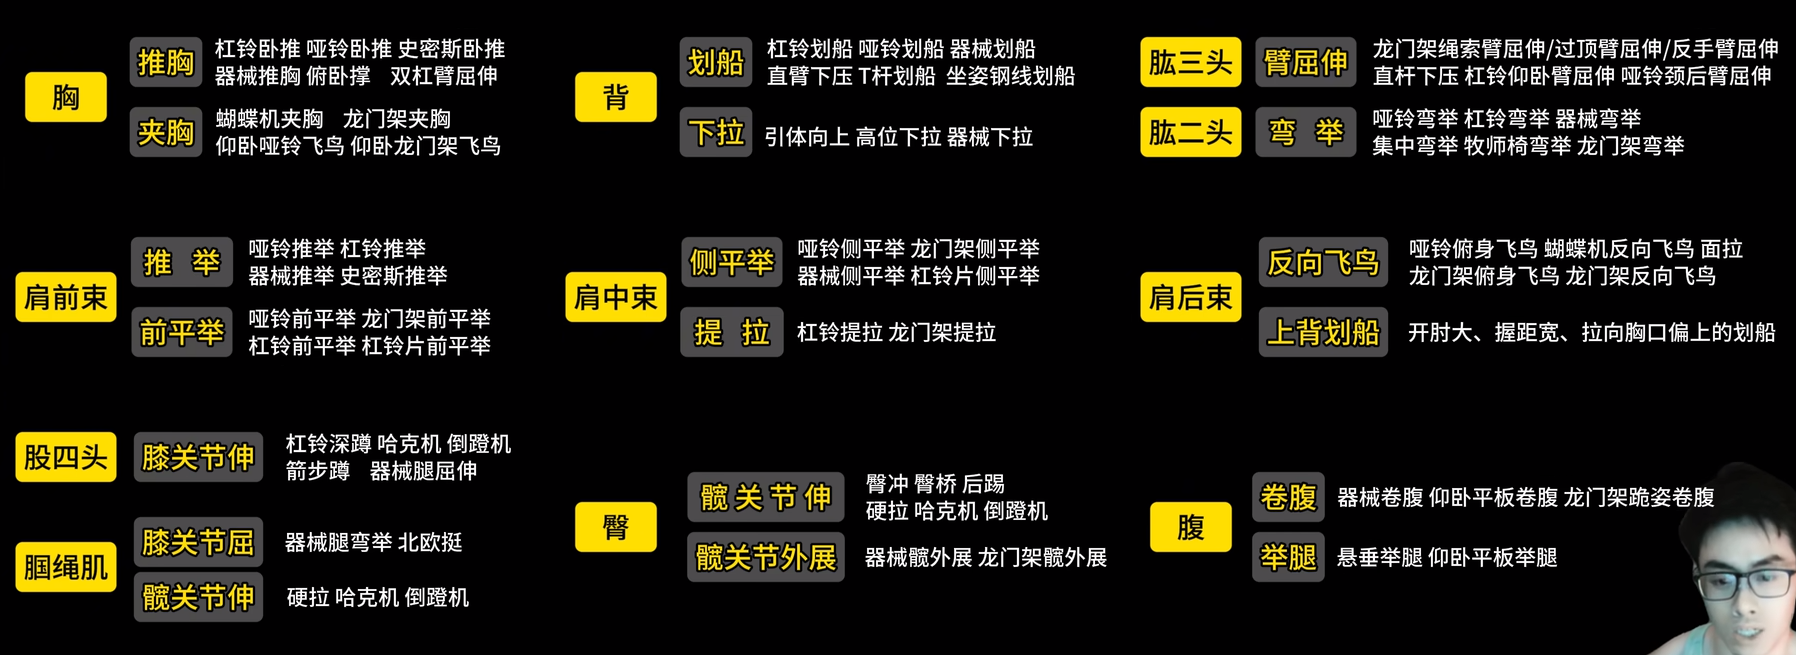 胸
推胸
杠铃卧推 哑铃卧推 史密斯卧推
器械推胸 俯卧撑 双杠臂屈伸
夹胸
蝴蝶机夹胸 龙门架夹胸
仰卧哑铃飞鸟 仰卧龙门架飞鸟
背
划船
杠铃划船 哑铃划船 器械划船
直臂下压 T杆划船 坐姿钢线划船
下拉
引体向上 高位下拉 器械下拉
肱三头
臂屈伸
龙门架绳索臂屈伸/过顶臂屈伸/反手臂屈伸
直杆下压 杠铃仰卧臂屈伸 哑铃颈后臂屈伸
肱二头
弯 举
哑铃弯举 杠铃弯举 器械弯举
集中弯举 牧师椅弯举 龙门架弯举
肩前束
推 举
哑铃推举 杠铃推举
器械推举 史密斯推举
前平举
哑铃前平举 龙门架前平举
杠铃前平举 杠铃片前平举
肩中束
侧平举
哑铃侧平举 龙门架侧平举
器械侧平举 杠铃片侧平举
提 拉
杠铃提拉 龙门架提拉
肩后束
反向飞鸟
哑铃俯身飞鸟 蝴蝶机反向飞鸟 面拉
龙门架俯身飞鸟 龙门架反向飞鸟
上背划船
开肘大、握距宽、拉向胸口偏上的划船
股四头
膝关节伸
杠铃深蹲 哈克机 倒蹬机
箭步蹲 器械腿屈伸
腘绳肌
膝关节屈
器械腿弯举 北欧挺
髋关节伸
硬拉 哈克机 倒蹬机
臀
髋关节伸
臀冲 臀桥 后踢
硬拉 哈克机 倒蹬机
髋关节外展
器械髋外展 龙门架髋外展
腹
卷腹
器械卷腹 仰卧平板卷腹 龙门架跪姿卷腹
举腿
悬垂举腿 仰卧平板举腿